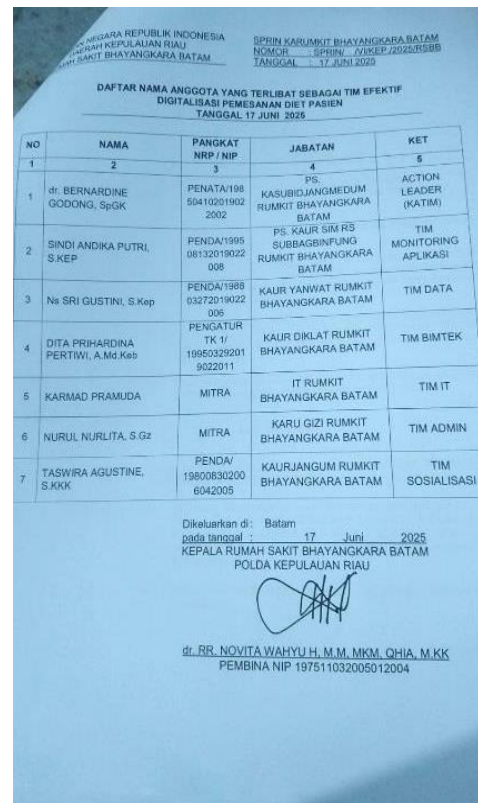 NEGARA REPUBLIK INDONESIA
DAERAH KEPULAUAN RIAU
SAKIT BHAYANGKARA BATAM
SPRIN KARUMKIT BHAYANGKARA BATAM
NOMOR : SPRIN/ /VI/KEP /2025/RSBB
TANGGAL : 17 JUNI 2025
DAFTAR NAMA ANGGOTA YANG TERLIBAT SEBAGAI TIM EFEKTIF
DIGITALISASI PEMESANAN DIET PASIEN
TANGGAL 17 JUNI 2025
NO NAMA PANGKAT NRP / NIP JABATAN KET
1 2 3 4 5
1 dr. BERNARDINE GODONG, SpGK PENATA/198 50410201902 2002 PS. KASUBIDJANGMEDUM RUMKIT BHAYANGKARA BATAM ACTION LEADER (KATIM)
2 SINDI ANDIKA PUTRI, S.KEP PENDA/1995 08132019022 008 PS. KAUR SIM RS SUBBAGBINFUNG RUMKIT BHAYANGKARA BATAM TIM MONITORING APLIKASI
3 Ns SRI GUSTINI, S.Kep PENDA/1988 03272019022 006 KAUR YANWAT RUMKIT BHAYANGKARA BATAM TIM DATA
4 DITA PRIHARDINA PERTIWI, A.Md.Keb PENGATUR TK 1/ 19950329201 9022011 KAUR DIKLAT RUMKIT BHAYANGKARA BATAM TIM BIMTEK
5 KARMAD PRAMUDA MITRA IT RUMKIT BHAYANGKARA BATAM TIM IT
6 NURUL NURLITA, S.Gz MITRA KARU GIZI RUMKIT BHAYANGKARA BATAM TIM ADMIN
7 TASWIRA AGUSTINE, S.KKK PENDA/ 19800830200 6042005 KAURJANGUM RUMKIT BHAYANGKARA BATAM TIM SOSIALISASI
Dikeluarkan di : Batam
pada tanggal : 17 Juni 2025
KEPALA RUMAH SAKIT BHAYANGKARA BATAM
POLDA KEPULAUAN RIAU
dr. RR. NOVITA WAHYU H, M.M, MKM, QHIA, M.KK
PEMBINA NIP 197511032005012004